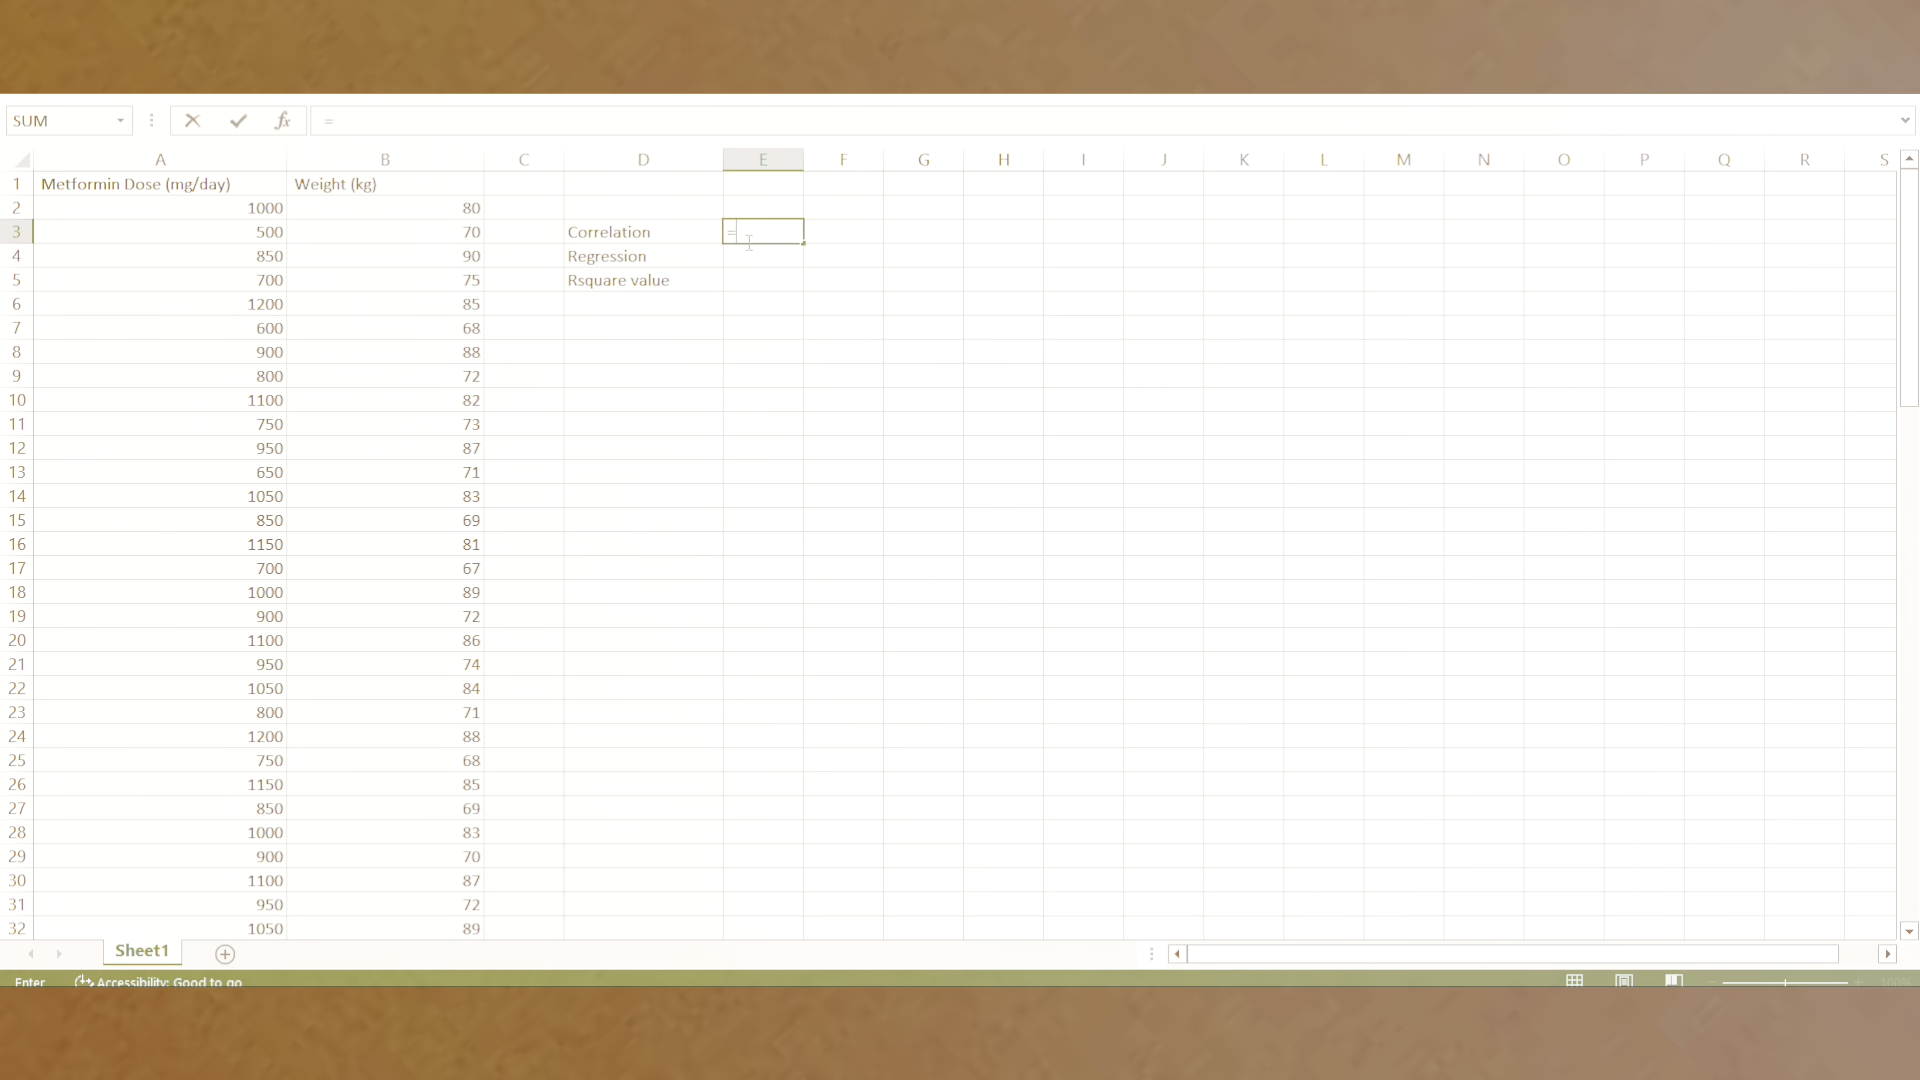 SUM =
A B C D E F G H I J K L M N O P Q R S
1 Metformin Dose (mg/day) Weight (kg)
2 1000 80
3 500 70 Correlation =
4 850 90 Regression
5 700 75 Rsquare value
6 1200 85
7 600 68
8 900 88
9 800 72
10 1100 82
11 750 73
12 950 87
13 650 71
14 1050 83
15 850 69
16 1150 81
17 700 67
18 1000 89
19 900 72
20 1100 86
21 950 74
22 1050 84
23 800 71
24 1200 88
25 750 68
26 1150 85
27 850 69
28 1000 83
29 900 70
30 1100 87
31 950 72
32 1050 89
Sheet1
Enter Accessibility: Good to go 100%